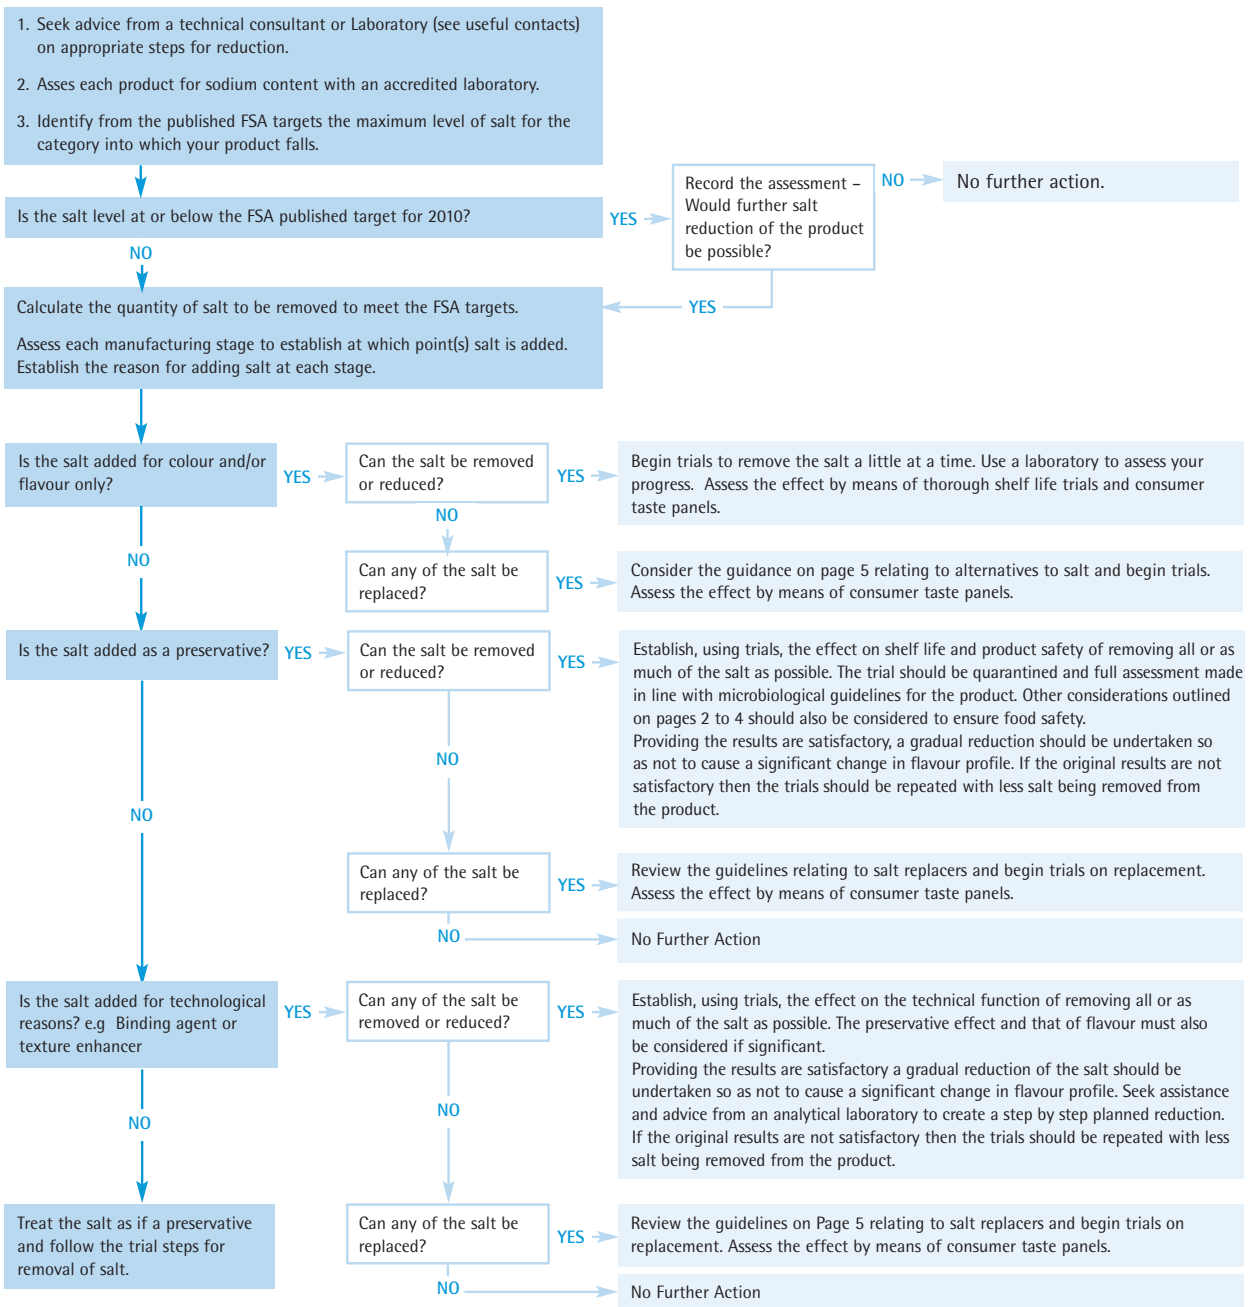 1. Seek advice from a technical consultant or Laboratory (see useful contacts)
on appropriate steps for reduction.
2. Asses each product for sodium content with an accredited laboratory.
3. Identify from the published FSA targets the maximum level of salt for the
category into which your product falls.
Is the salt level at or below the FSA published target for 2010?
YES
Record the assessment –
Would further salt
reduction of the product
be possible?
NO
No further action.
YES
NO
Calculate the quantity of salt to be removed to meet the FSA targets.
Assess each manufacturing stage to establish at which point(s) salt is added.
Establish the reason for adding salt at each stage.
Is the salt added for colour and/or
flavour only?
YES
Can the salt be removed
or reduced?
YES
Begin trials to remove the salt a little at a time. Use a laboratory to assess your
progress. Assess the effect by means of thorough shelf life trials and consumer
taste panels.
NO
NO
Can any of the salt be
replaced?
YES
Consider the guidance on page 5 relating to alternatives to salt and begin trials.
Assess the effect by means of consumer taste panels.
Is the salt added as a preservative?
YES
Can the salt be removed
or reduced?
YES
Establish, using trials, the effect on shelf life and product safety of removing all or as
much of the salt as possible. The trial should be quarantined and full assessment made
in line with microbiological guidelines for the product. Other considerations outlined
on pages 2 to 4 should also be considered to ensure food safety.
Providing the results are satisfactory, a gradual reduction should be undertaken so
as not to cause a significant change in flavour profile. If the original results are not
satisfactory then the trials should be repeated with less salt being removed from
the product.
NO
NO
Can any of the salt be
replaced?
YES
Review the guidelines relating to salt replacers and begin trials on replacement.
Assess the effect by means of consumer taste panels.
NO
No Further Action
Is the salt added for technological
reasons? e.g Binding agent or
texture enhancer
YES
Can any of the salt be
removed or reduced?
YES
Establish, using trials, the effect on the technical function of removing all or as
much of the salt as possible. The preservative effect and that of flavour must also
be considered if significant.
Providing the results are satisfactory a gradual reduction of the salt should be
undertaken so as not to cause a significant change in flavour profile. Seek assistance
and advice from an analytical laboratory to create a step by step planned reduction.
If the original results are not satisfactory then the trials should be repeated with less
salt being removed from the product.
NO
NO
Treat the salt as if a preservative
and follow the trial steps for
removal of salt.
Can any of the salt be
replaced?
YES
Review the guidelines on Page 5 relating to salt replacers and begin trials on
replacement. Assess the effect by means of consumer taste panels.
NO
No Further Action